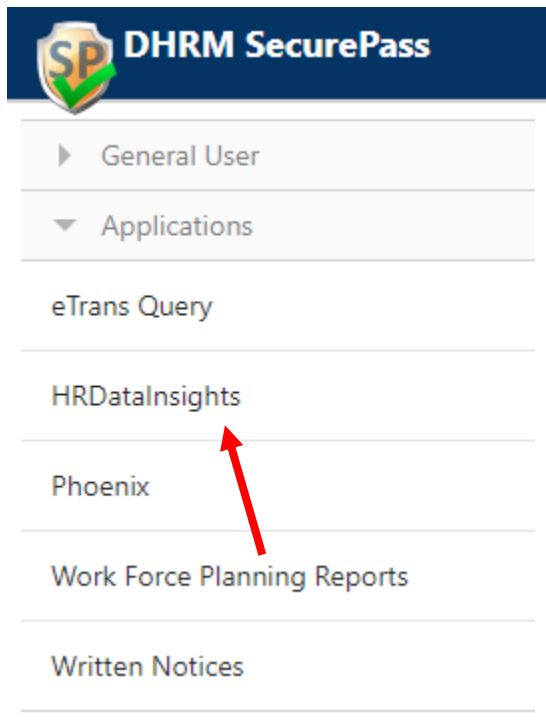 SP
DHRM SecurePass
General User
Applications
eTrans Query
HRDataInsights
Phoenix
Work Force Planning Reports
Written Notices